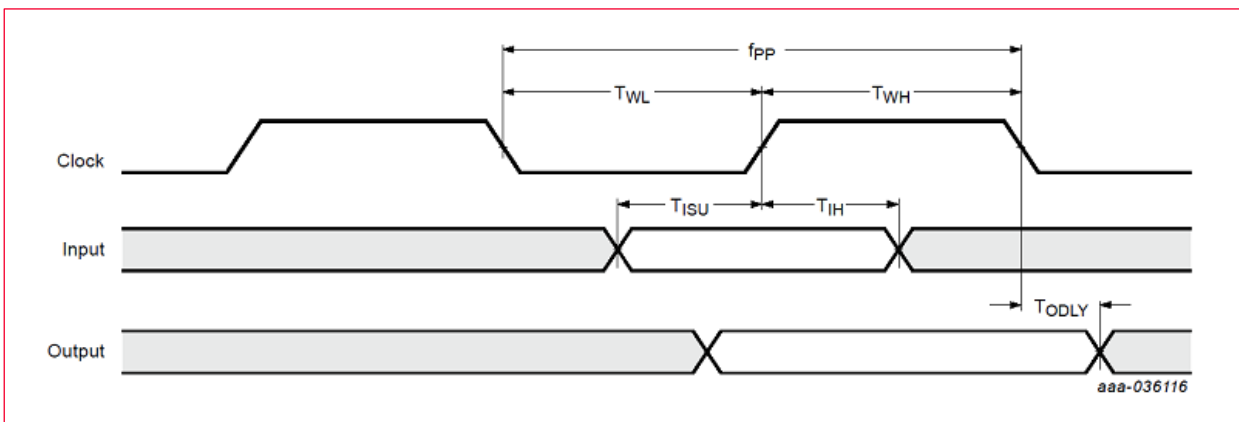 fPP
TWL
TWH
Clock
TISU
TIH
Input
TODLY
Output
aaa-036116